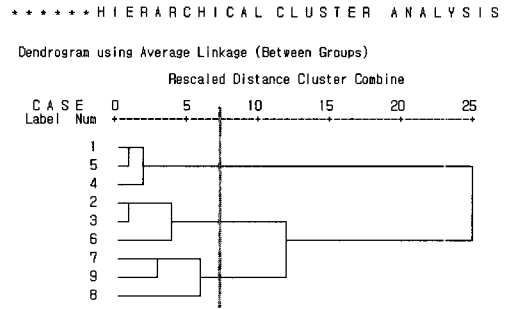 * * * * * * H I E R A R C H I C A L  C L U S T E R  A N A L Y S I S
Dendrogram using Average Linkage (Between Groups)
Rescaled Distance Cluster Combine
C A S E 0 5 10 15 20 25
Label Num
1
5
4
2
3
6
7
9
8